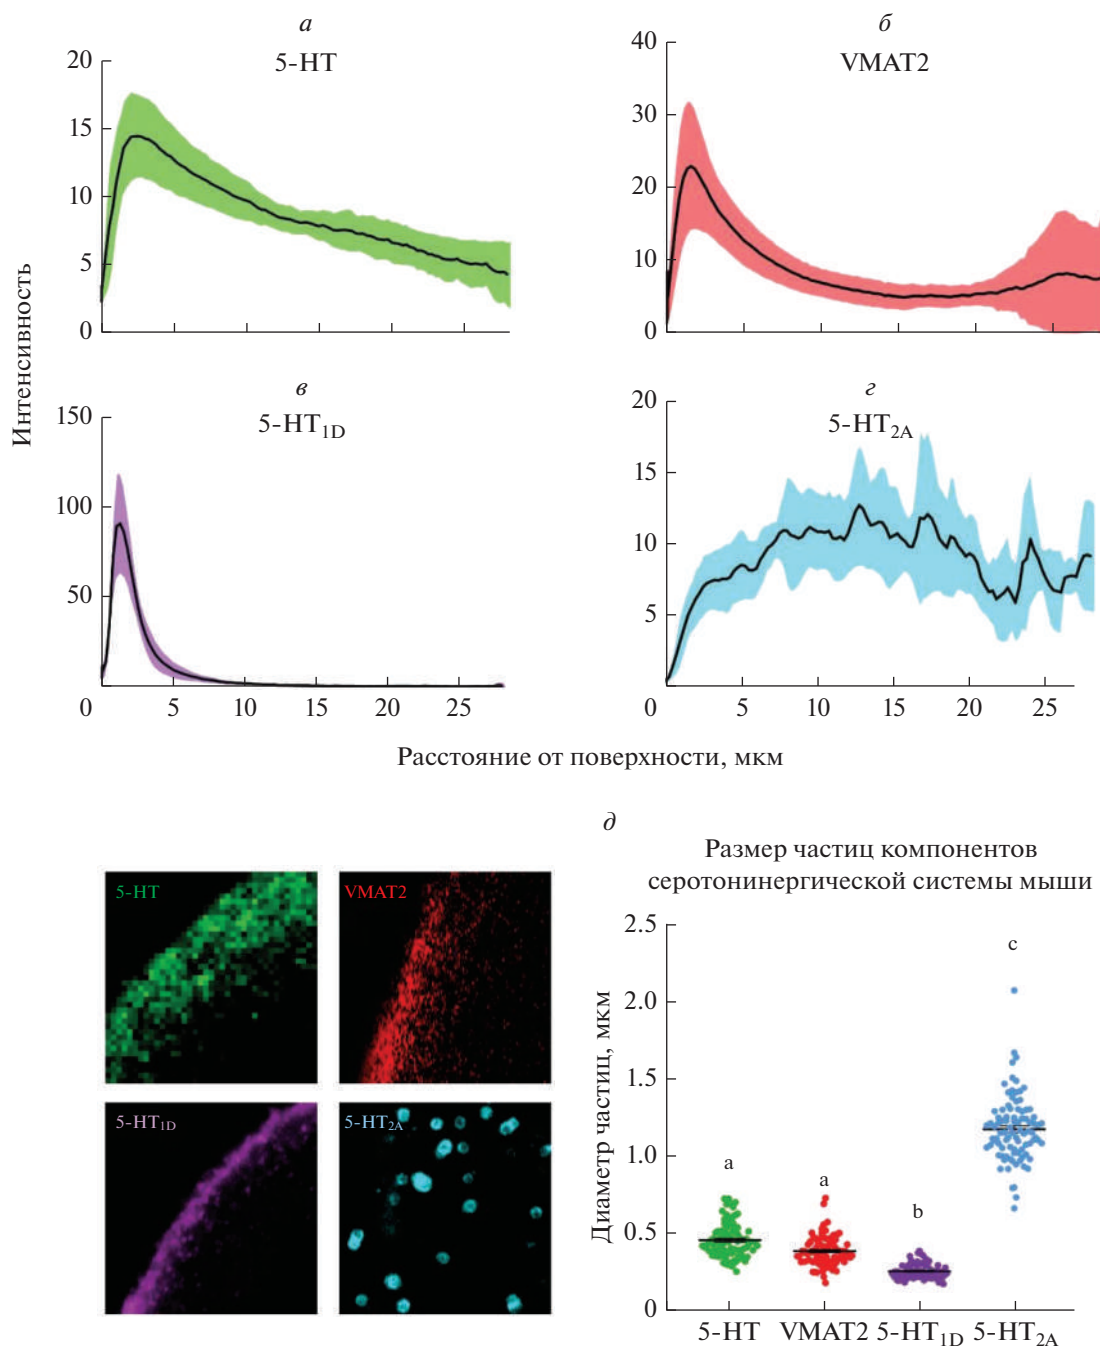 а
5-HT
20
15
10
5
0
б
VMAT2
40
30
20
10
0
Интенсивность
в
5-HT1D
150
100
50
0
5
10
15
20
25
г
5-HT2A
20
15
10
5
0
5
10
15
20
25
Расстояние от поверхности, мкм
д
5-HT
VMAT2
5-HT1D
5-HT2A
Размер частиц компонентов
серотонинергической системы мыши
Диаметр частиц, мкм
2.5
2.0
1.5
1.0
0.5
0
a
a
b
c
5-HT
VMAT2
5-HT1D
5-HT2A